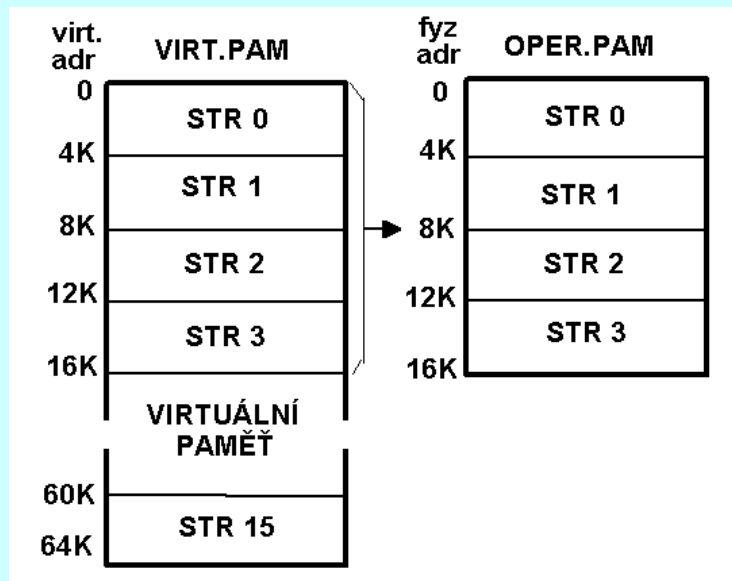 virt.
adr
VIRT.PAM
0
STR 0
4K
STR 1
8K
STR 2
12K
STR 3
16K
VIRTUÁLNÍ
PAMĚŤ
60K
STR 15
64K
fyz
adr
OPER.PAM
0
STR 0
4K
STR 1
8K
STR 2
12K
STR 3
16K